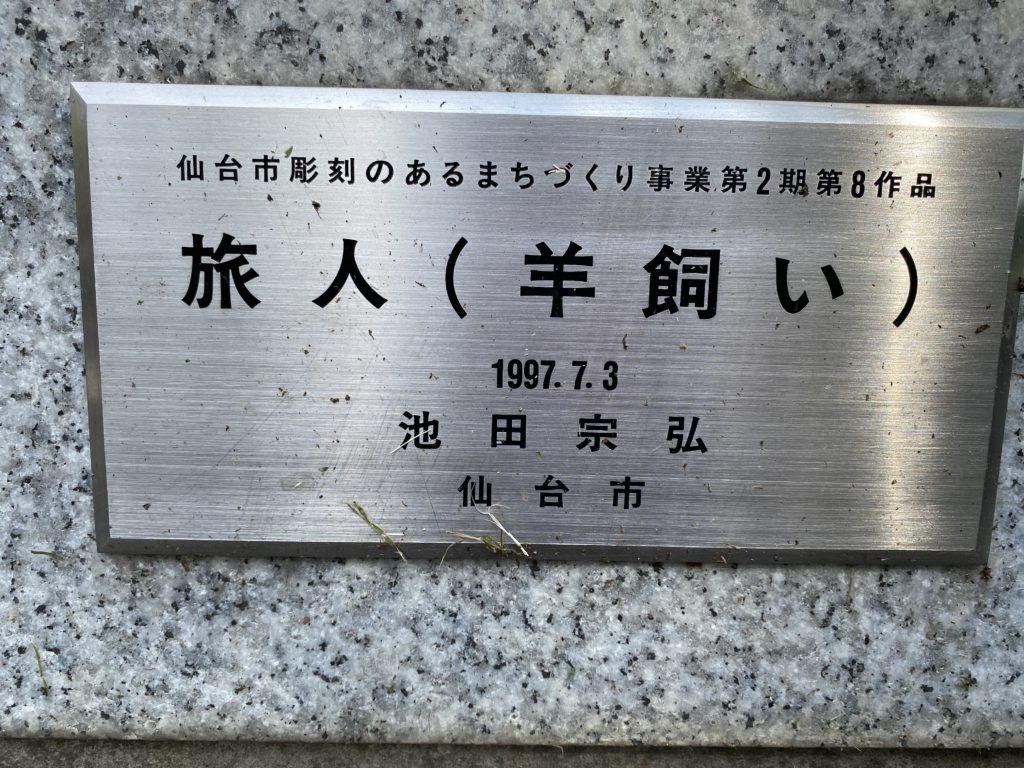 仙台市彫刻のあるまちづくり事業第2期第8作品
旅人(羊飼い)
1997.7.3
池田宗弘
仙台市